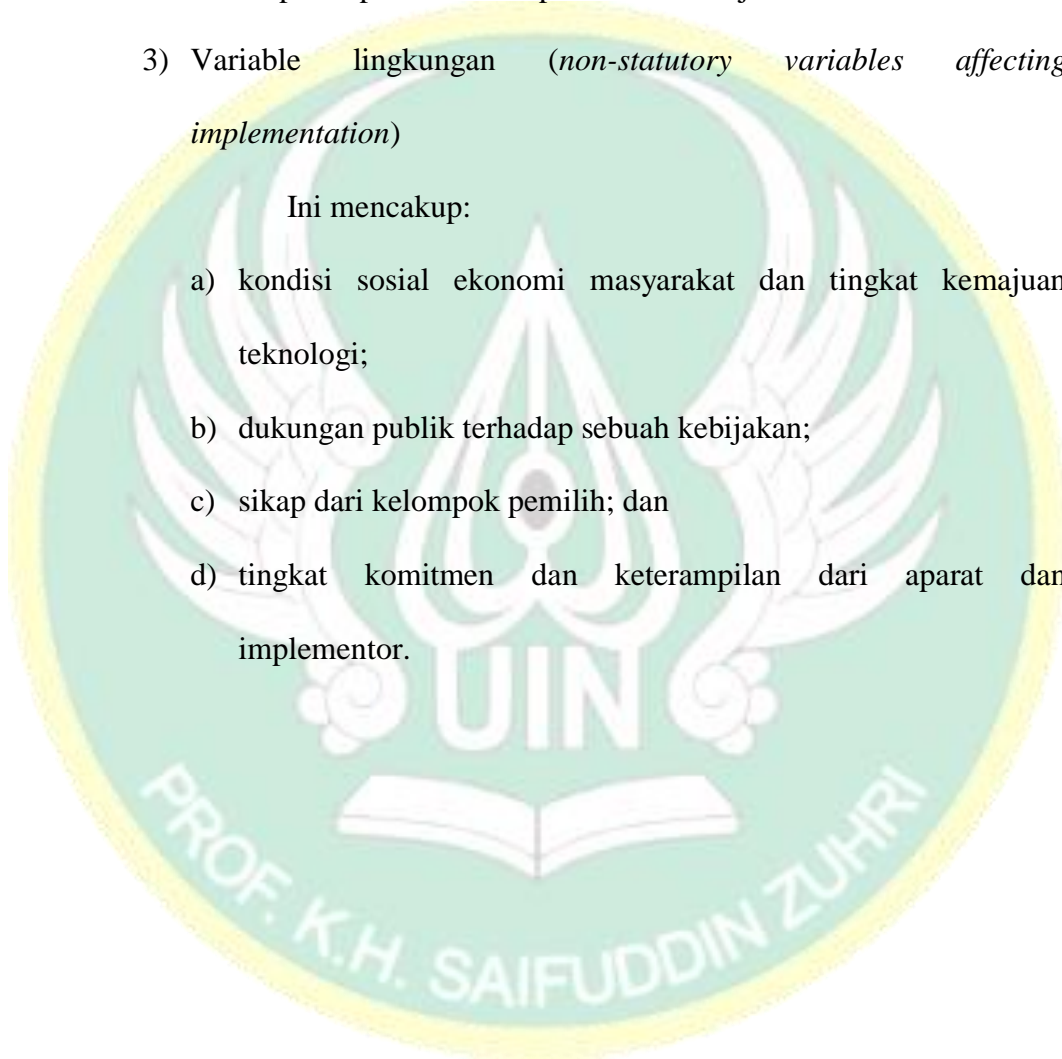 3) Variable lingkungan (non-statutory variables affecting
implementation)
Ini mencakup:
a) kondisi sosial ekonomi masyarakat dan tingkat kemajuan
teknologi;
b) dukungan publik terhadap sebuah kebijakan;
c) sikap dari kelompok pemilih; dan
d) tingkat komitmen dan keterampilan dari aparat dan
implementor.
UIN
PROF. K.H. SAIFUDDIN ZUHRI